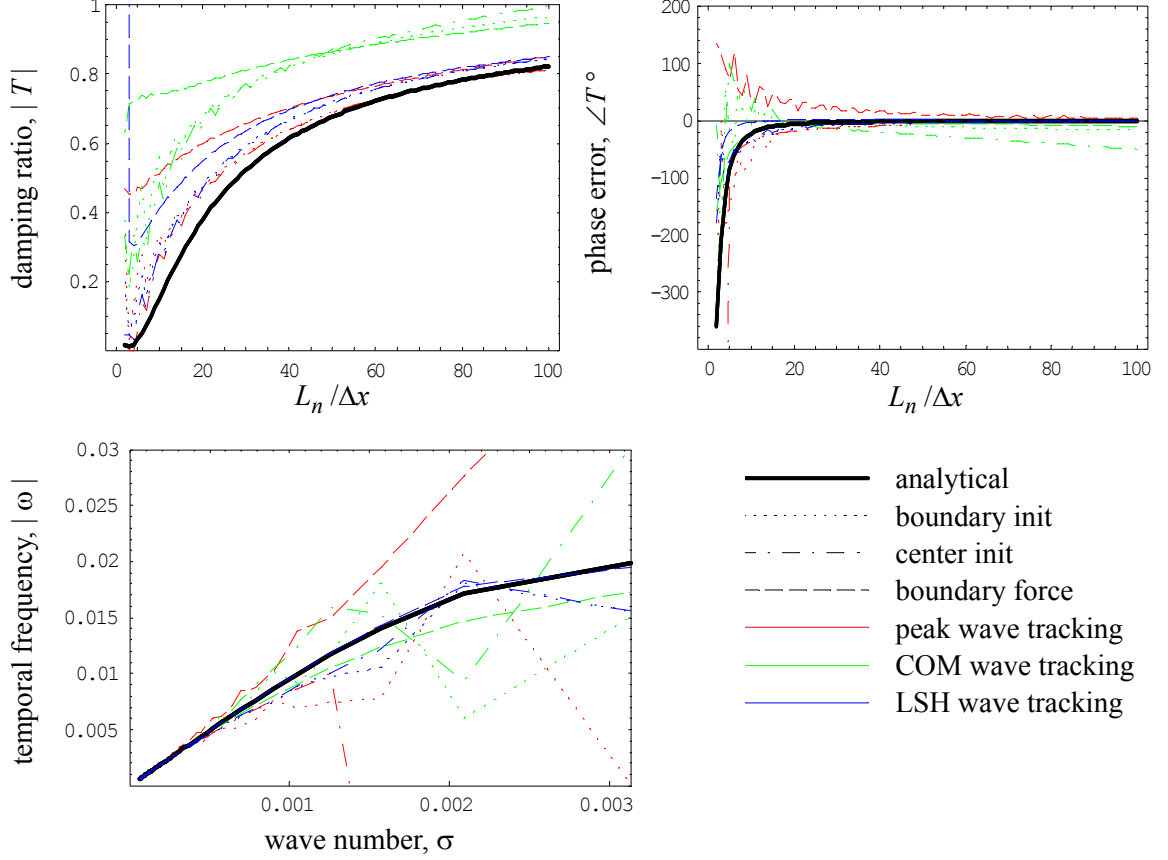 damping ratio, | T |
1
0.8
0.6
0.4
0.2
0 20 40 60 80 100
L_n /Δx
phase error, ∠T °
200
100
0
-100
-200
-300
0 20 40 60 80 100
L_n /Δx
temporal frequency, | ω |
0.03
0.025
0.02
0.015
0.01
0.005
0.001 0.002 0.003
wave number, σ
analytical
boundary init
center init
boundary force
peak wave tracking
COM wave tracking
LSH wave tracking